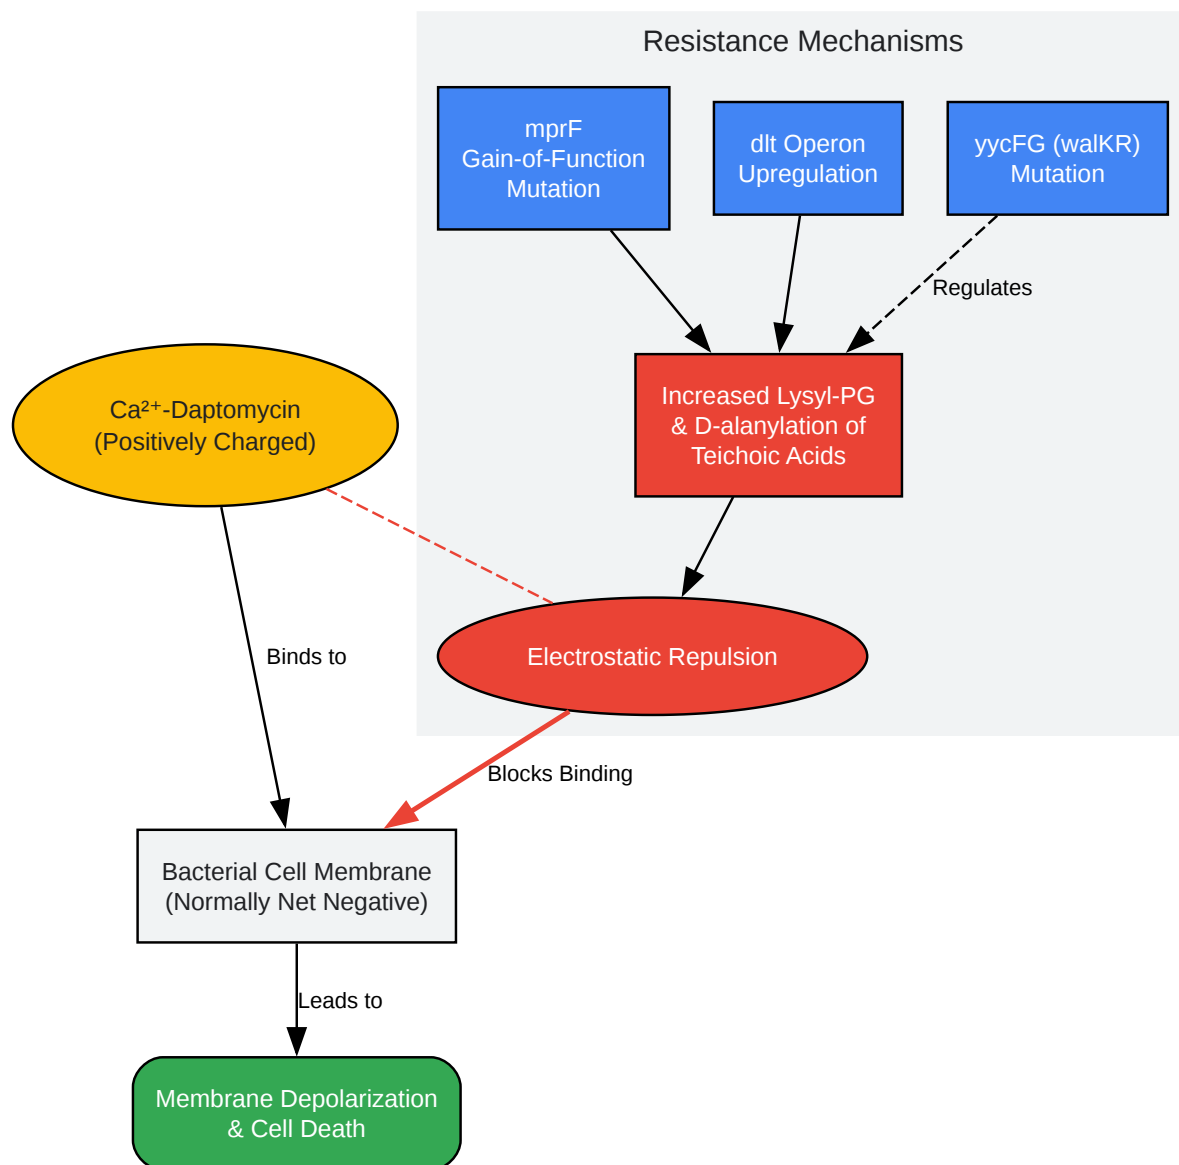 Resistance Mechanisms
mprF
Gain-of-Function
Mutation
dlt Operon
Upregulation
yycFG (walKR)
Mutation
Regulates
Increased Lysyl-PG
& D-alanylation of
Teichoic Acids
Ca²⁺-Daptomycin
(Positively Charged)
Electrostatic Repulsion
Binds to
Blocks Binding
Bacterial Cell Membrane
(Normally Net Negative)
Leads to
Membrane Depolarization
& Cell Death